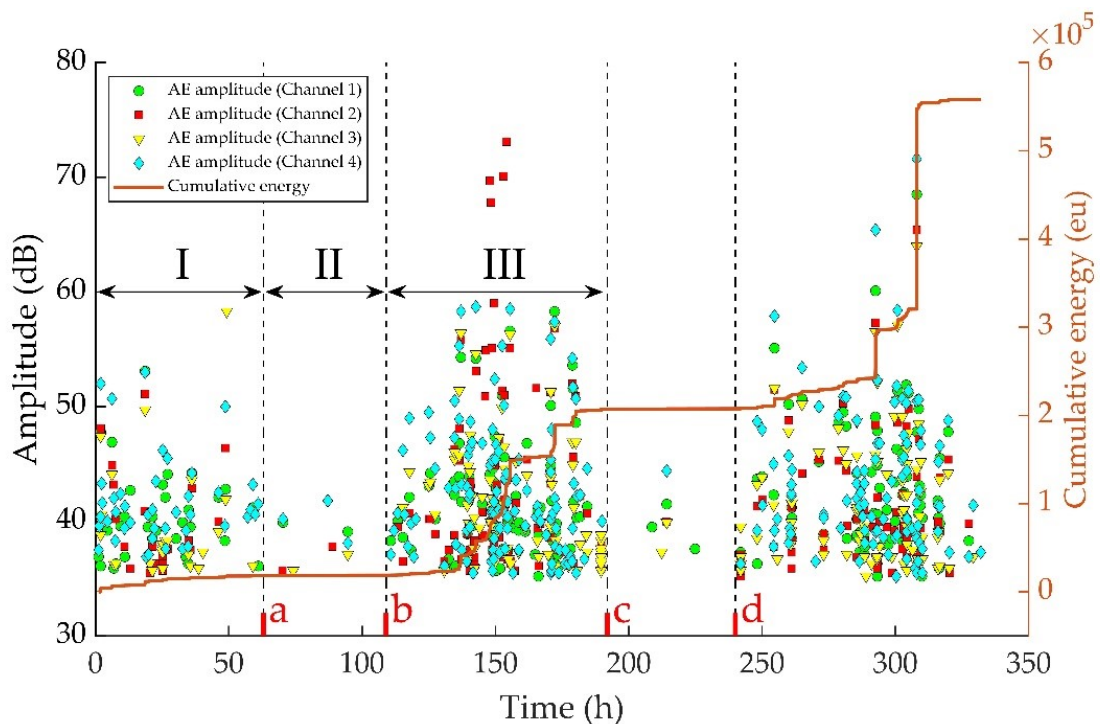 ×10⁵
80
70
60
50
40
30
Amplitude (dB)
AE amplitude (Channel 1)
AE amplitude (Channel 2)
AE amplitude (Channel 3)
AE amplitude (Channel 4)
Cumulative energy
I
II
III
a
b
c
d
6
5
4
3
2
1
0
Cumulative energy (eu)
0
50
100
150
200
250
300
350
Time (h)